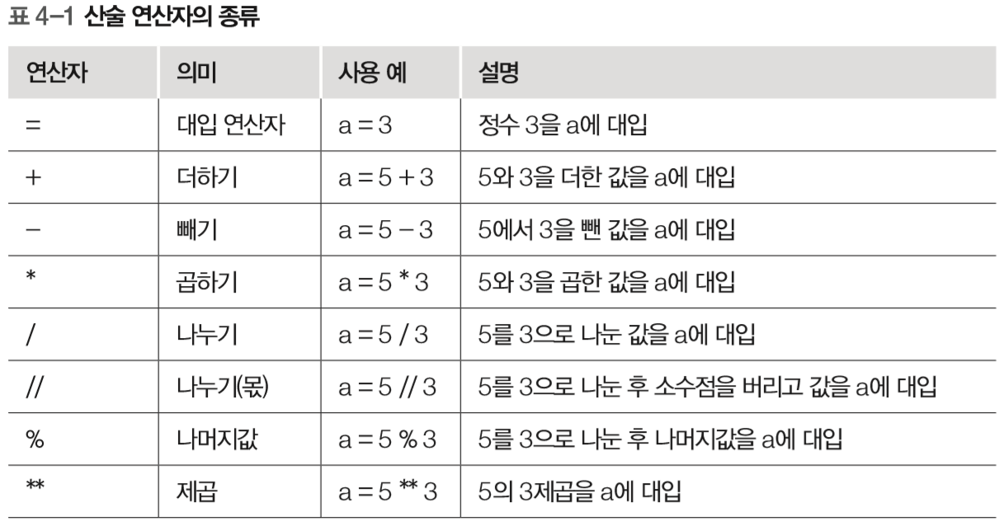 표 4-1 산술 연산자의 종류
연산자 의미 사용 예 설명
= 대입 연산자 a = 3 정수 3을 a에 대입
+ 더하기 a = 5 + 3 5와 3을 더한 값을 a에 대입
− 빼기 a = 5 − 3 5에서 3을 뺀 값을 a에 대입
* 곱하기 a = 5 * 3 5와 3을 곱한 값을 a에 대입
/ 나누기 a = 5 / 3 5를 3으로 나눈 값을 a에 대입
// 나누기(몫) a = 5 // 3 5를 3으로 나눈 후 소수점을 버리고 값을 a에 대입
% 나머지값 a = 5 % 3 5를 3으로 나눈 후 나머지값을 a에 대입
** 제곱 a = 5 ** 3 5의 3제곱을 a에 대입